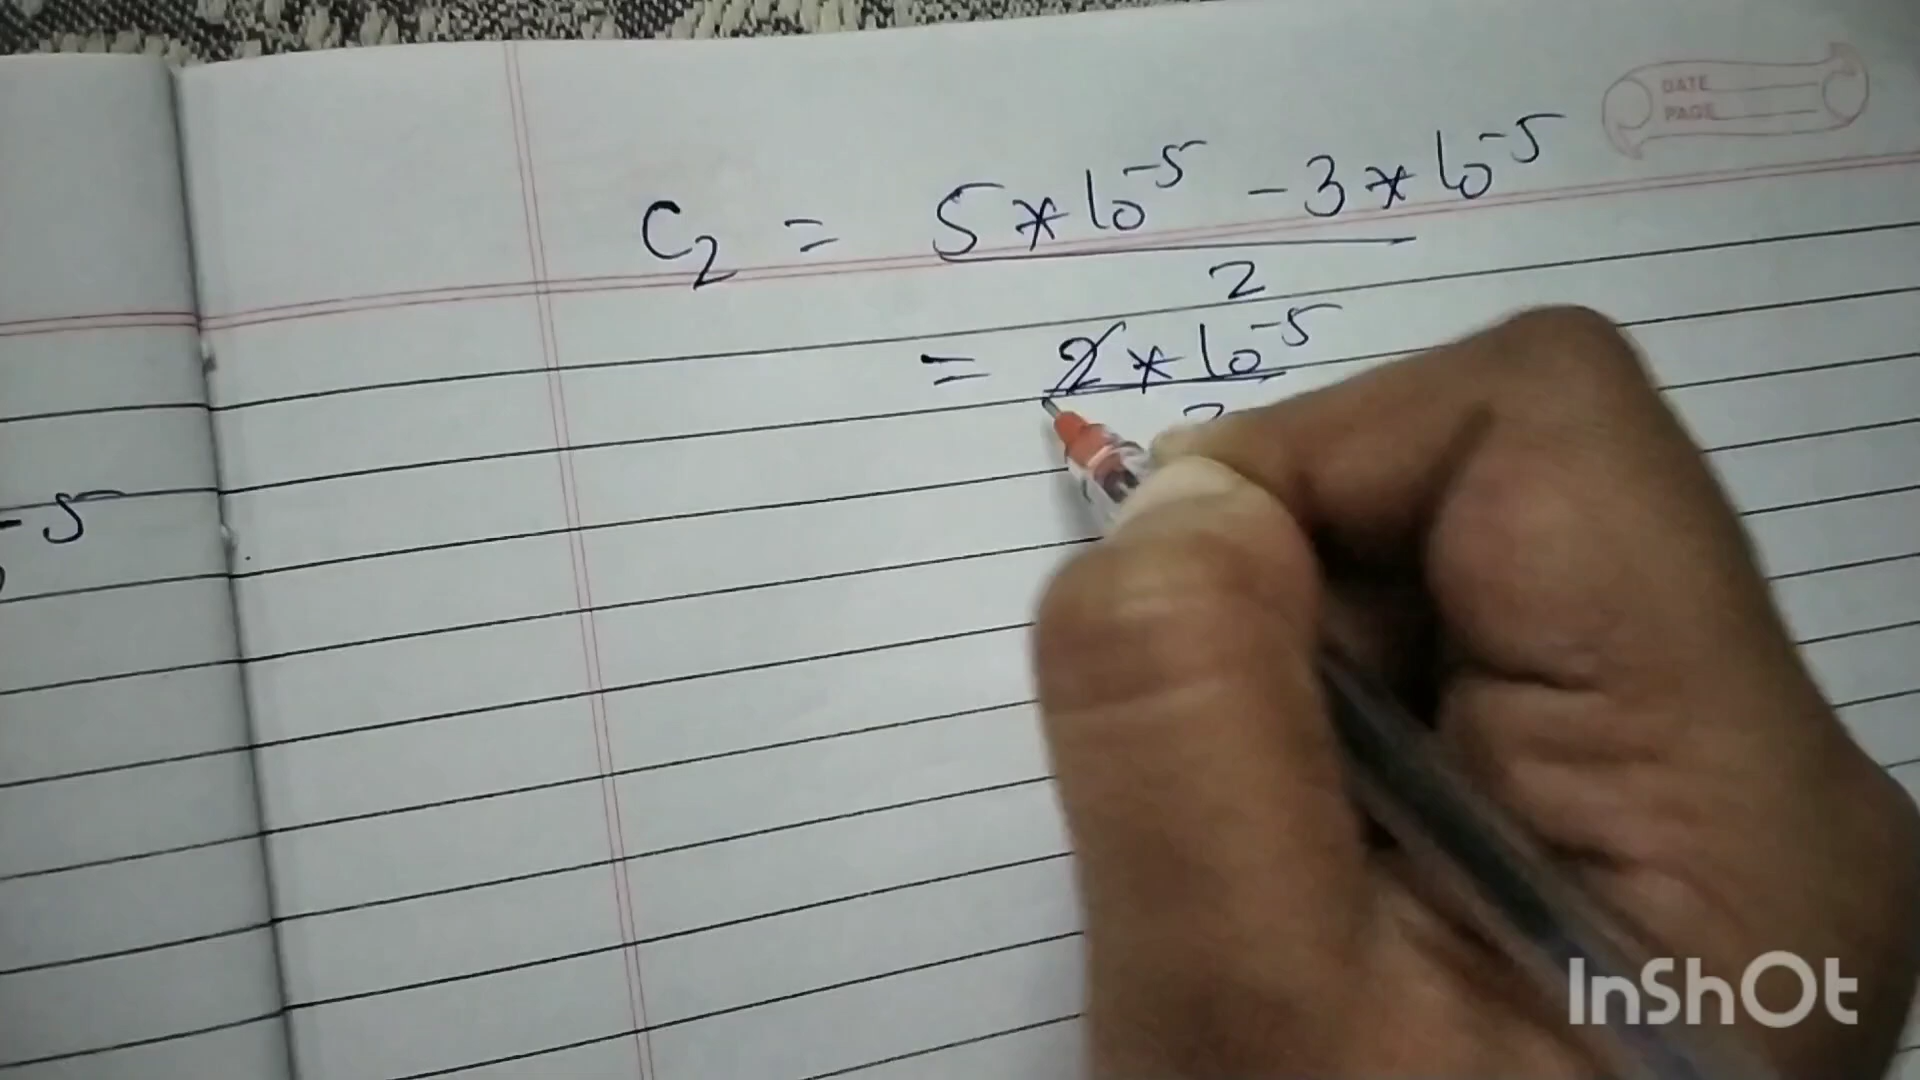 DATE
PAGE
C₂ = 5*10⁻⁵ - 3*10⁻⁵
2
= 2*10⁻⁵
-5
InShOt